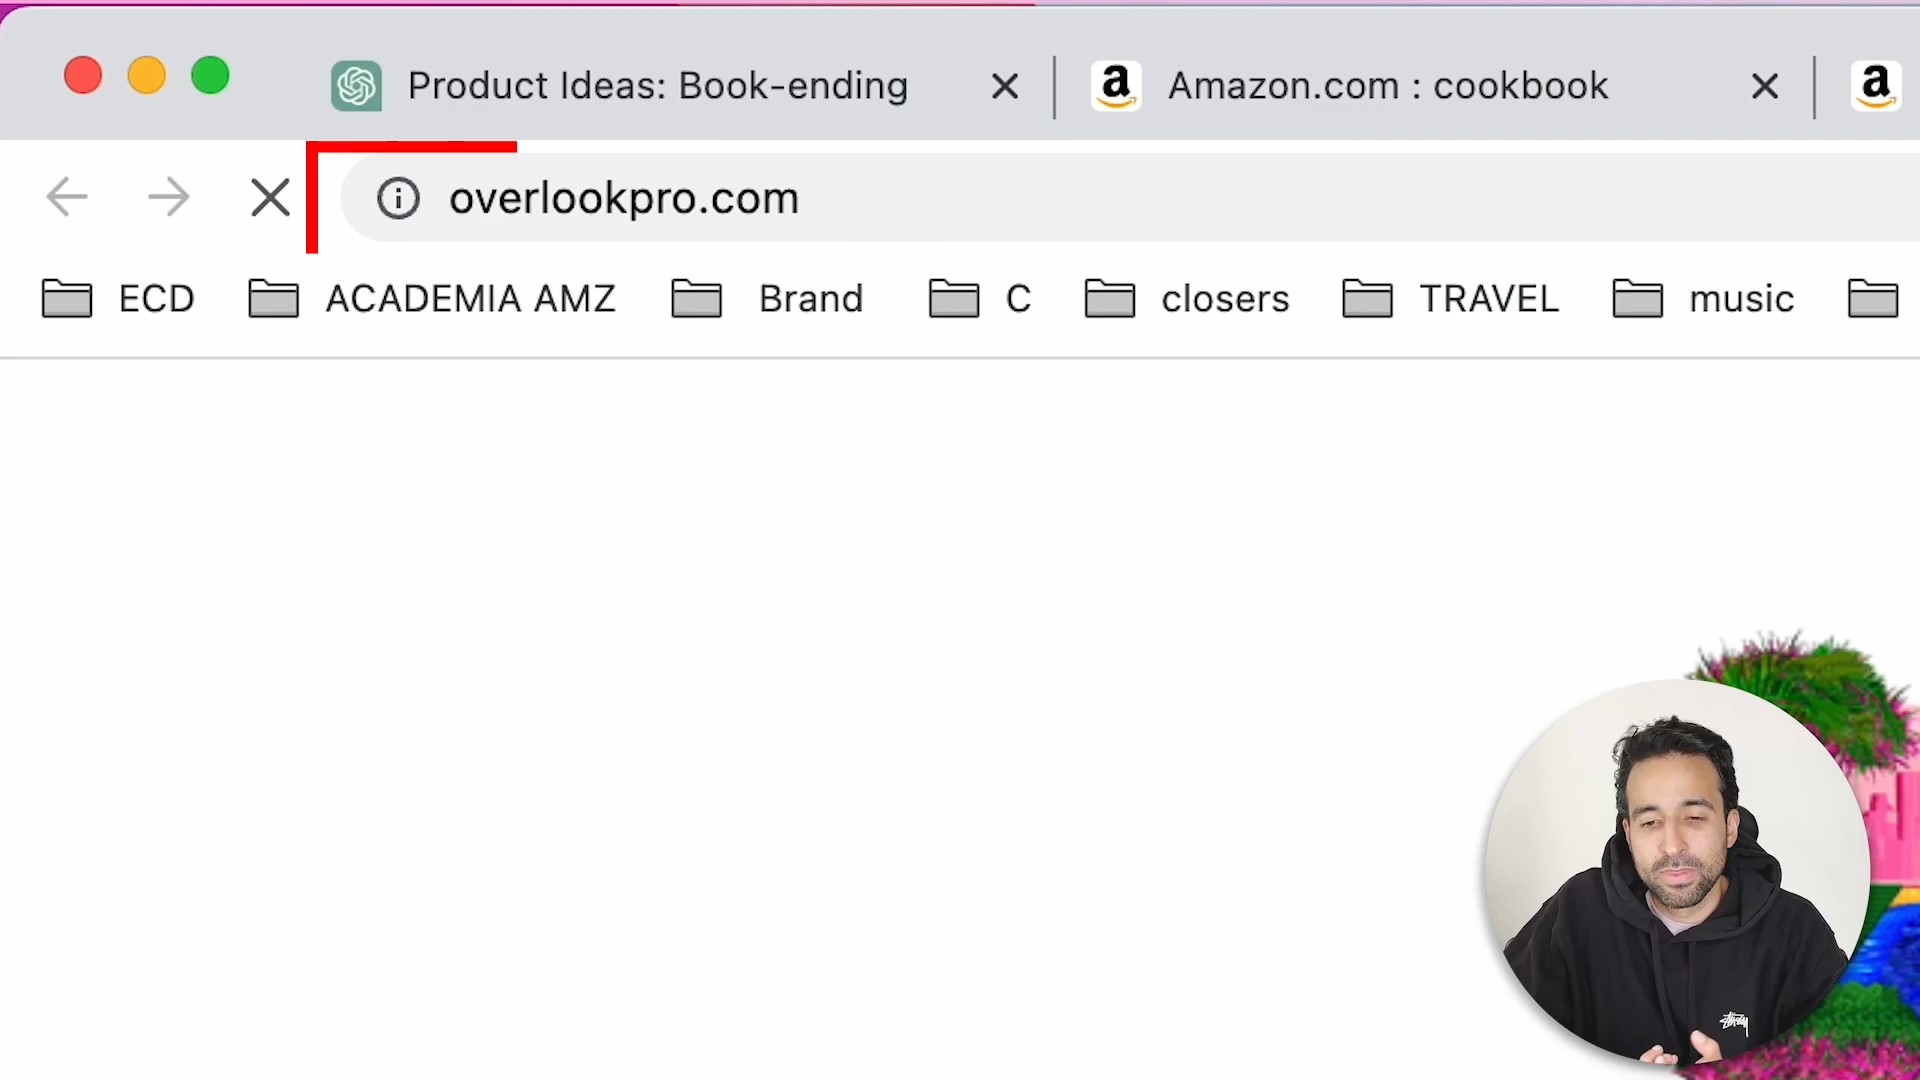 Product Ideas: Book-ending
Amazon.com : cookbook
overlookpro.com
ECD ACADEMIA AMZ Brand C closers TRAVEL music